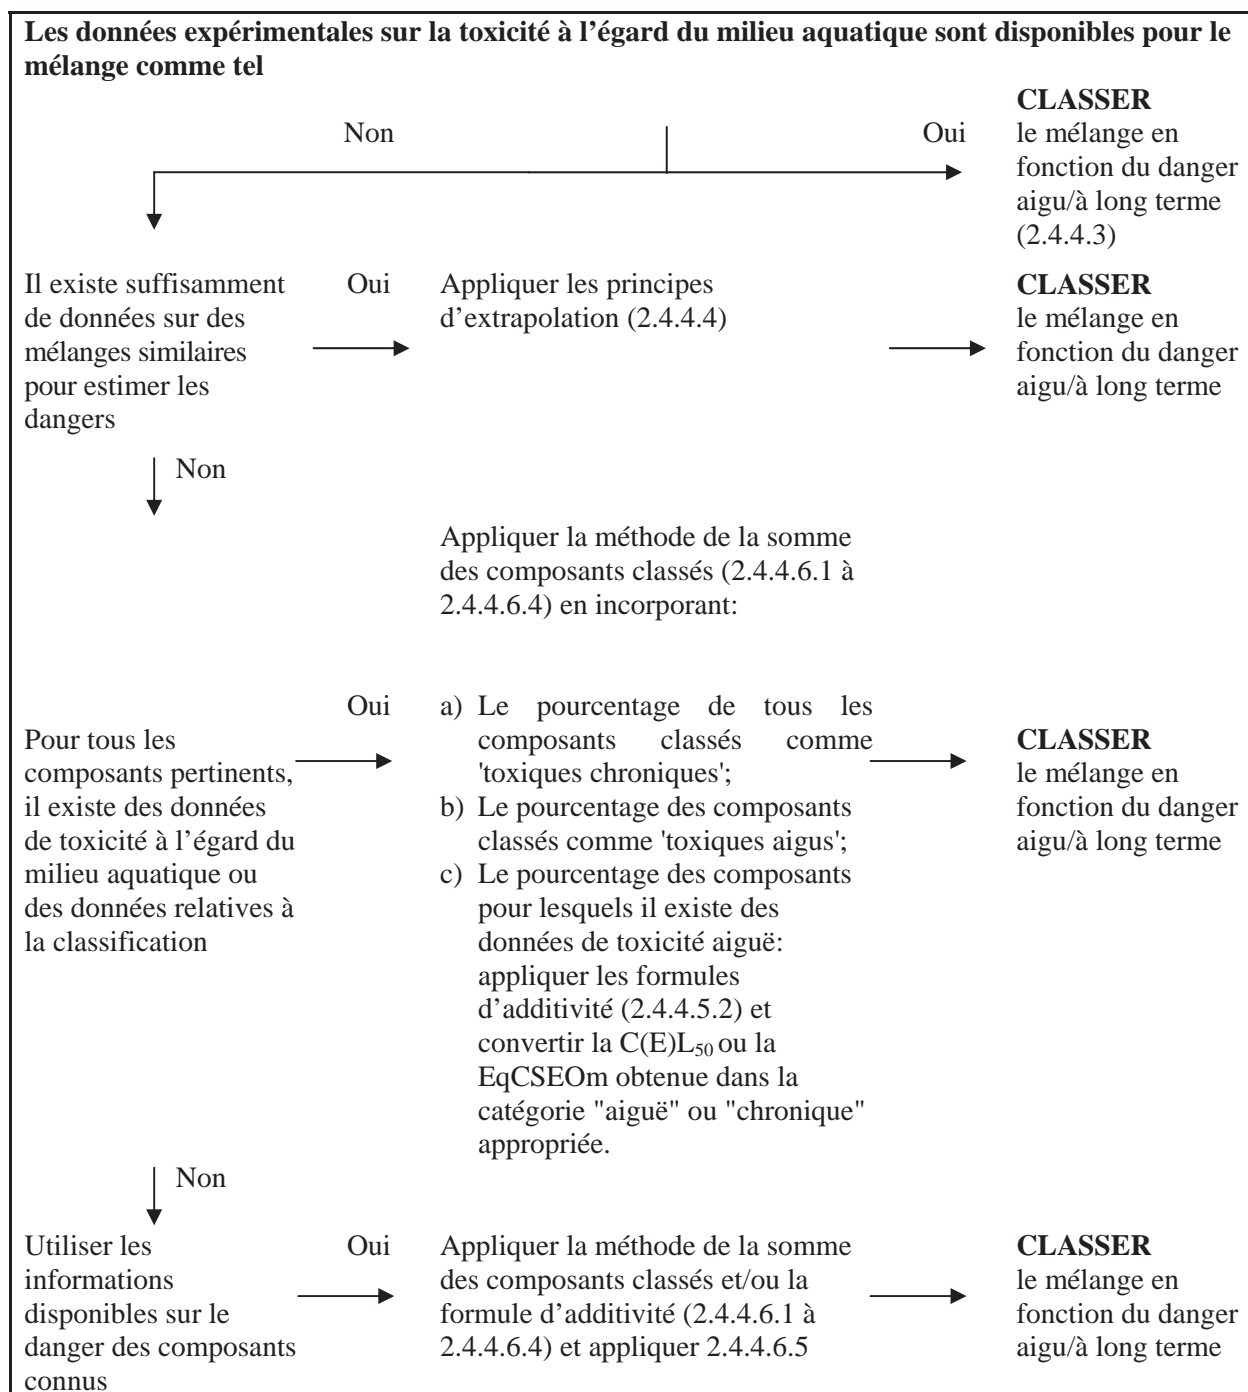 Les données expérimentales sur la toxicité à l'égard du milieu aquatique sont disponibles pour le
mélange comme tel
Non
Oui
CLASSER
le mélange en
fonction du danger
aigu/à long terme
(2.4.4.3)
Il existe suffisamment
de données sur des
mélanges similaires
pour estimer les
dangers
Oui
Appliquer les principes
d'extrapolation (2.4.4.4)
CLASSER
le mélange en
fonction du danger
aigu/à long terme
Non
Appliquer la méthode de la somme
des composants classés (2.4.4.6.1 à
2.4.4.6.4) en incorporant:
Pour tous les
composants pertinents,
il existe des données
de toxicité à l'égard du
milieu aquatique ou
des données relatives à
la classification
Oui
a) Le pourcentage de tous les
composants classés comme
'toxiques chroniques';
b) Le pourcentage des composants
classés comme 'toxiques aigus';
c) Le pourcentage des composants
pour lesquels il existe des
données de toxicité aiguë:
appliquer les formules
d'additivité (2.4.4.5.2) et
convertir la C(E)L50 ou la
EqCSEOm obtenue dans la
catégorie "aiguë" ou "chronique"
appropriée.
CLASSER
le mélange en
fonction du danger
aigu/à long terme
Non
Utiliser les
informations
disponibles sur le
danger des composants
connus
Oui
Appliquer la méthode de la somme
des composants classés et/ou la
formule d'additivité (2.4.4.6.1 à
2.4.4.6.4) et appliquer 2.4.4.6.5
CLASSER
le mélange en
fonction du danger
aigu/à long terme